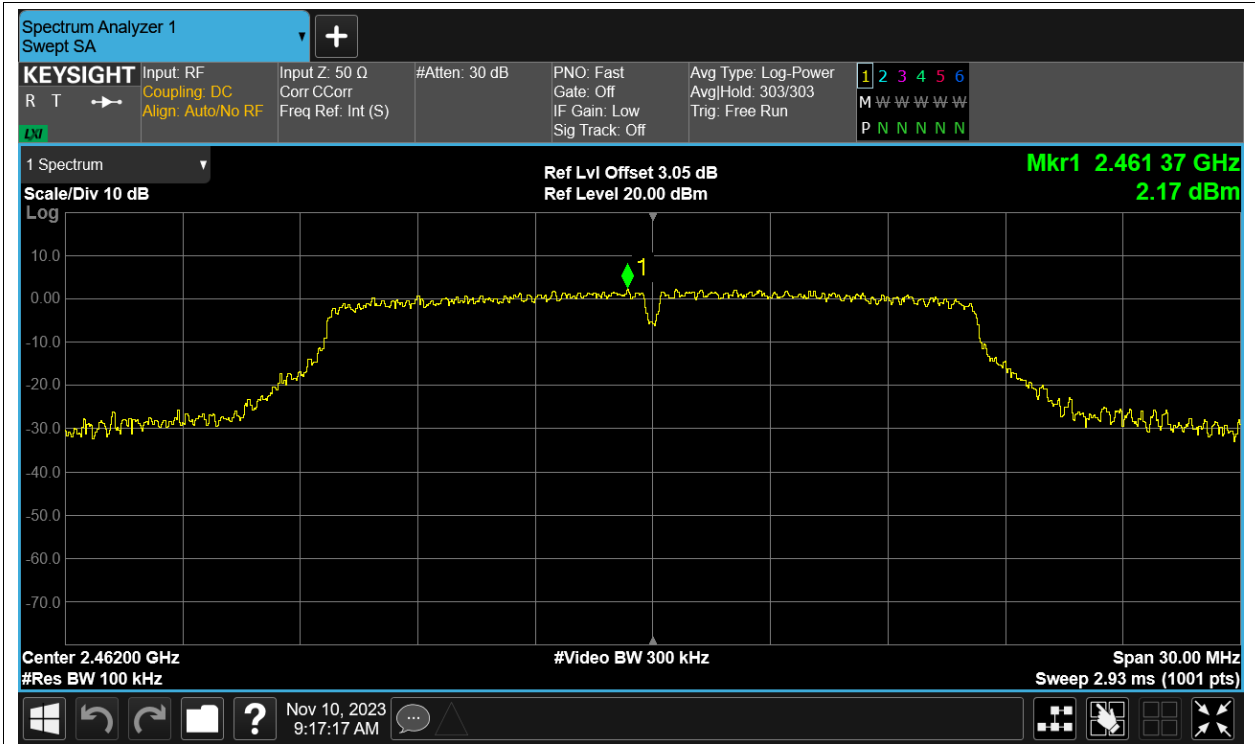 Spectrum Analyzer 1
Swept SA
KEYSIGHT
R T
LXI
Input: RF
Coupling: DC
Align: Auto/No RF
Input Z: 50 Ω
Corr CCorr
Freq Ref: Int (S)
#Atten: 30 dB
PNO: Fast
Gate: Off
IF Gain: Low
Sig Track: Off
Avg Type: Log-Power
Avg|Hold: 303/303
Trig: Free Run
1 2 3 4 5 6
M W W W W W
P N N N N N
1 Spectrum
Scale/Div 10 dB
Ref Lvl Offset 3.05 dB
Ref Level 20.00 dBm
Mkr1 2.461 37 GHz
2.17 dBm
Log
10.0
0.00
-10.0
-20.0
-30.0
-40.0
-50.0
-60.0
-70.0
1
Center 2.46200 GHz
#Res BW 100 kHz
#Video BW 300 kHz
Span 30.00 MHz
Sweep 2.93 ms (1001 pts)
?
Nov 10, 2023
9:17:17 AM